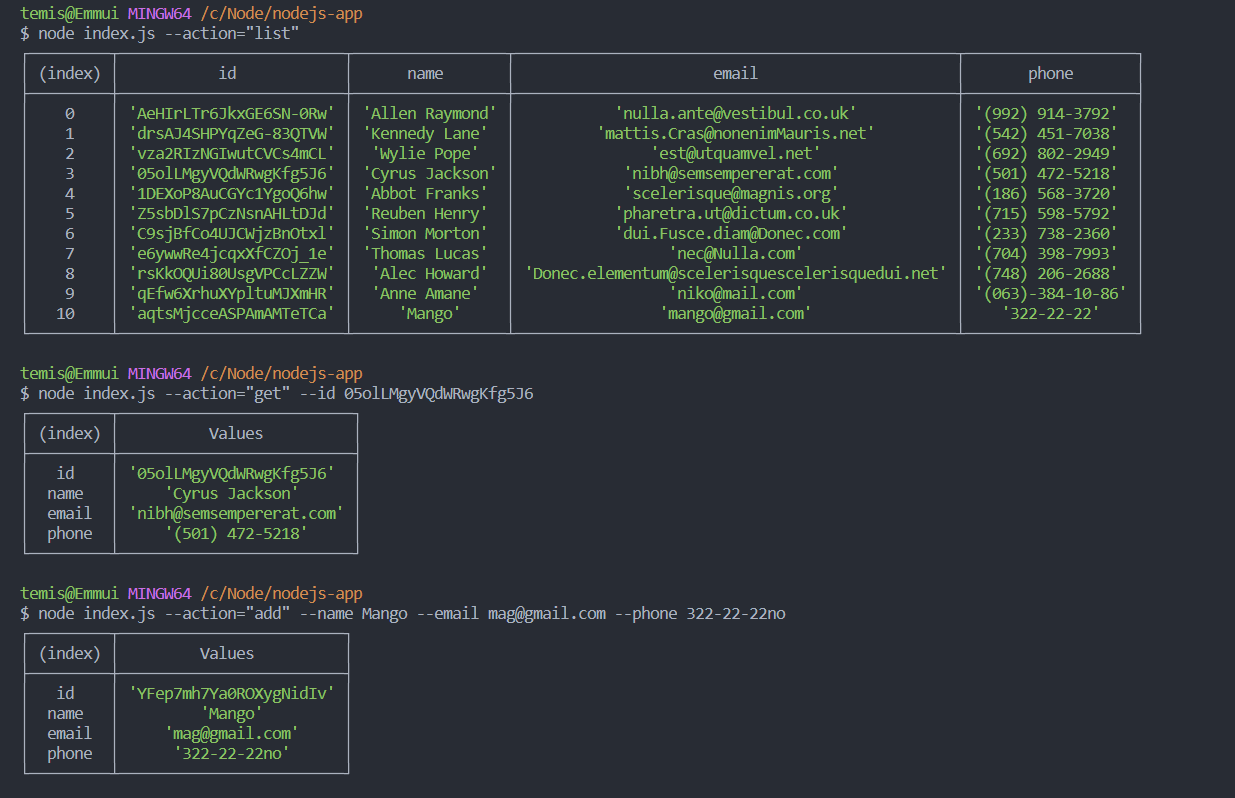 temis@Emmui MINGW64 /c/Node/nodejs-app
$ node index.js --action="list"
(index) id name email phone
0 'AeHIrLTr6JkxGE6SN-0Rw' 'Allen Raymond' 'nulla.ante@vestibul.co.uk' '(992) 914-3792'
1 'drsAJ4SHPYqZeG-83QTVW' 'Kennedy Lane' 'mattis.Cras@nonenimMauris.net' '(542) 451-7038'
2 'vza2RIzNGIwutCVCs4mCL' 'Wylie Pope' 'est@utquamvel.net' '(692) 802-2949'
3 '05olLMgyVQdWRwgKfg5J6' 'Cyrus Jackson' 'nibh@semsempererat.com' '(501) 472-5218'
4 '1DEXoP8AuCGYc1YgoQ6hw' 'Abbot Franks' 'scelerisque@magnis.org' '(186) 568-3720'
5 'Z5sbDlS7pCzNsnAHLtDJd' 'Reuben Henry' 'pharetra.ut@dictum.co.uk' '(715) 598-5792'
6 'C9sjBfCo4UJCWjzBnOtxl' 'Simon Morton' 'dui.Fusce.diam@Donec.com' '(233) 738-2360'
7 'e6ywwRe4jcqxXfCZOj_1e' 'Thomas Lucas' 'nec@Nulla.com' '(704) 398-7993'
8 'rsKkOQUi80UsgVPCcLZZW' 'Alec Howard' 'Donec.elementum@scelerisquescelerisquedui.net' '(748) 206-2688'
9 'qEfw6XrhuXYpltuMJXmHR' 'Anne Amane' 'niko@mail.com' '(063)-384-10-86'
10 'aqtsMjcceASPAmAMTeTCa' 'Mango' 'mango@gmail.com' '322-22-22'
temis@Emmui MINGW64 /c/Node/nodejs-app
$ node index.js --action="get" --id 05olLMgyVQdWRwgKfg5J6
(index) Values
id '05olLMgyVQdWRwgKfg5J6'
name 'Cyrus Jackson'
email 'nibh@semsempererat.com'
phone '(501) 472-5218'
temis@Emmui MINGW64 /c/Node/nodejs-app
$ node index.js --action="add" --name Mango --email mag@gmail.com --phone 322-22-22no
(index) Values
id 'YFep7mh7Ya0ROXygNidIv'
name 'Mango'
email 'mag@gmail.com'
phone '322-22-22no'